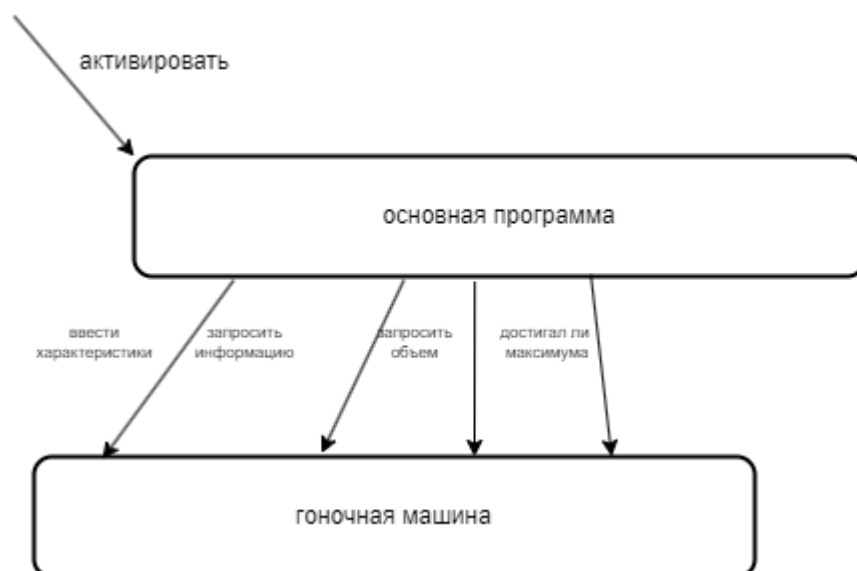 активировать
основная программа
ввести
характеристики
запросить
информацию
запросить
объем
достигал ли
максимума
гоночная машина